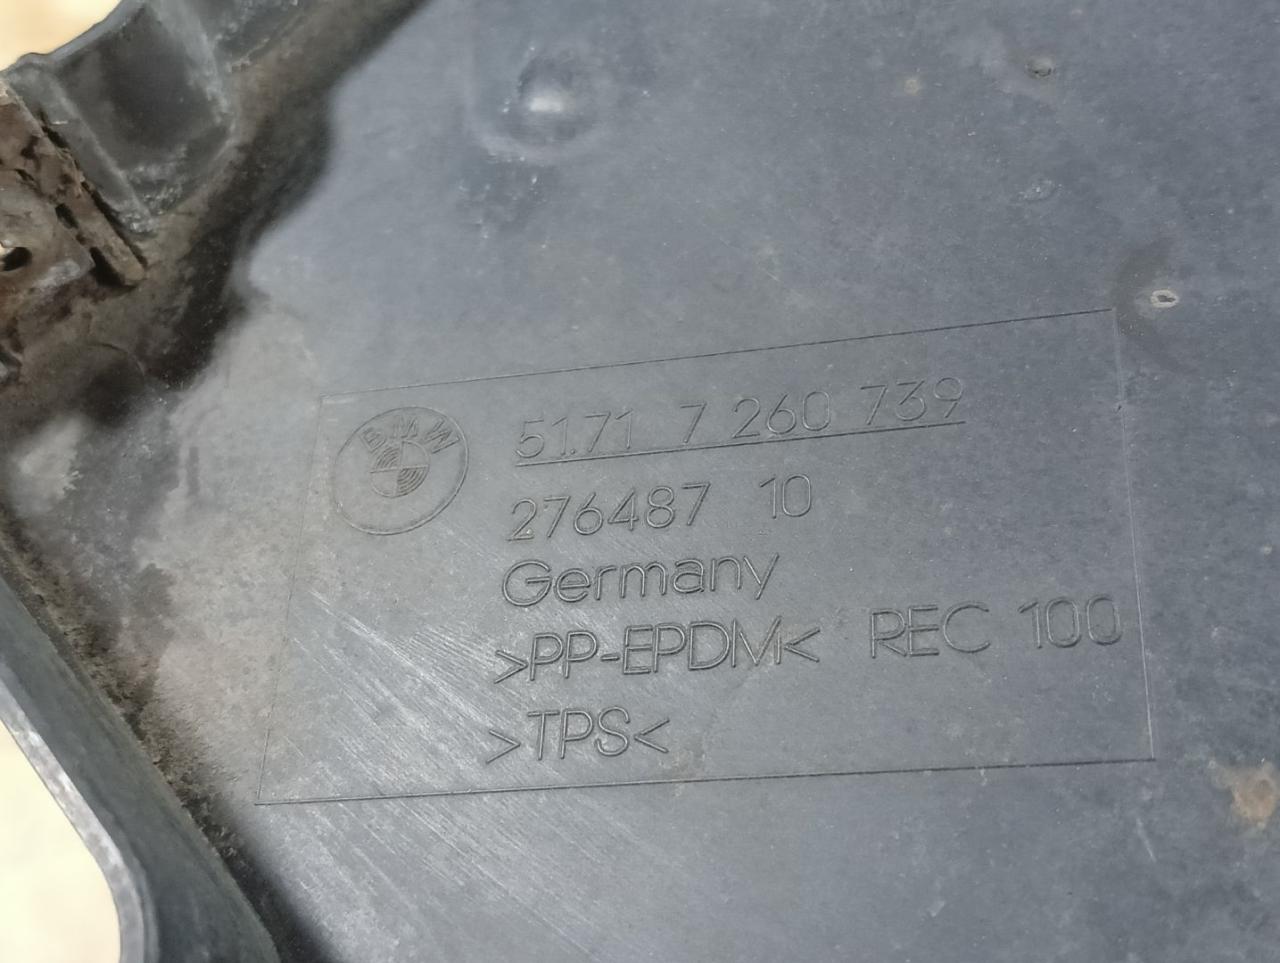 BMW
51.71 7 260 739
276487 10
Germany
>PP-EPDM< REC 100
>TPS<